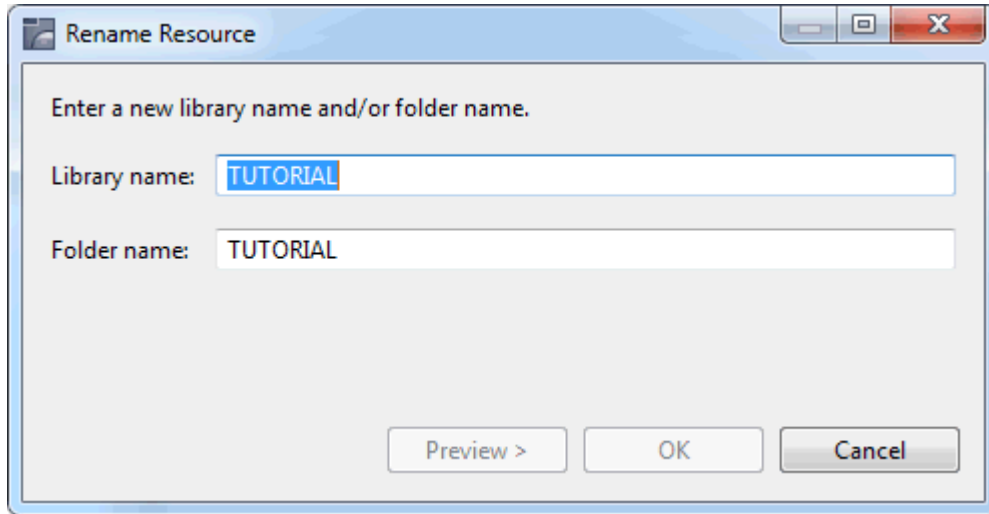 Rename Resource
Enter a new library name and/or folder name.
Library name: TUTORIAL
Folder name: TUTORIAL
Preview > OK Cancel